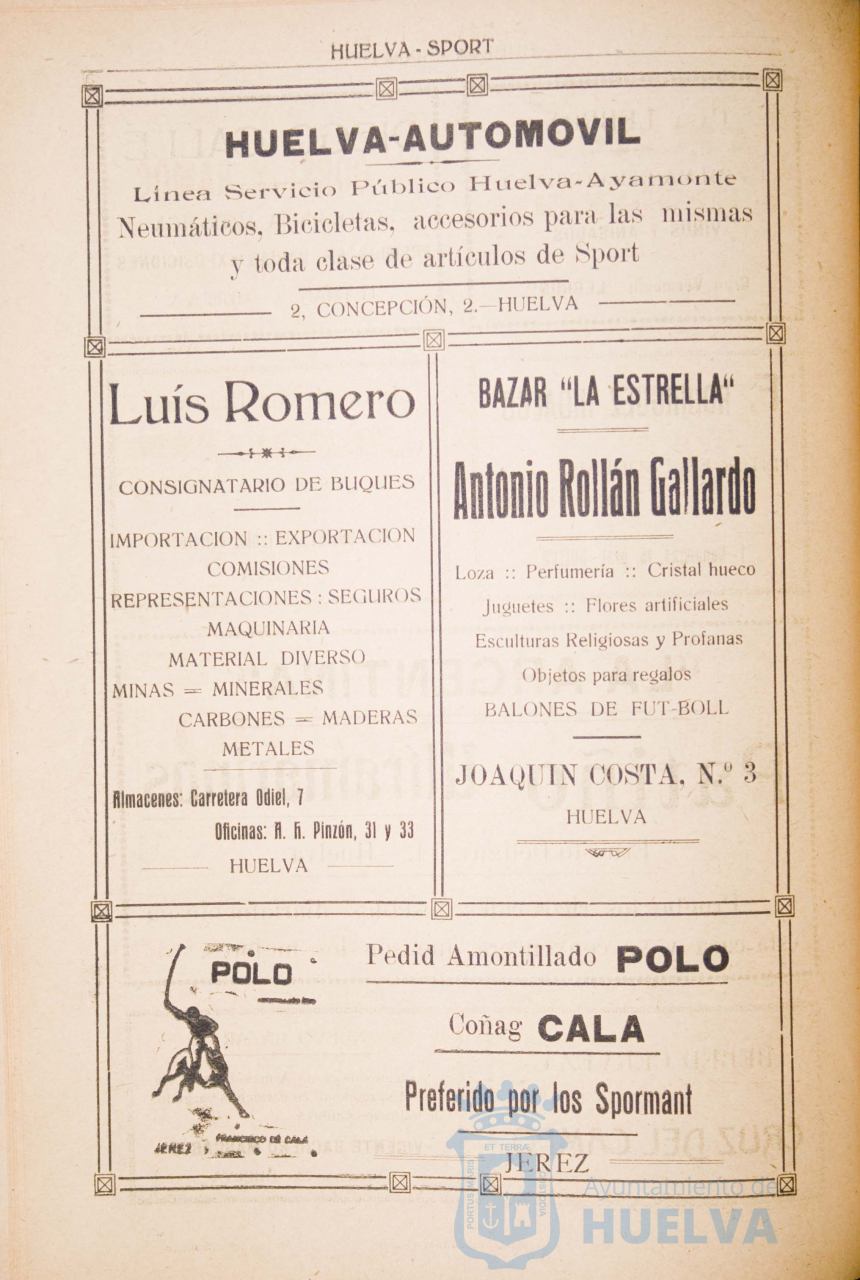 HUELVA - SPORT
HUELVA-AUTOMOVIL
Línea Servicio Público Huelva-Ayamonte
Neumáticos, Bicicletas, accesorios para las mismas
y toda clase de artículos de Sport
2, CONCEPCIÓN, 2.—HUELVA
Luís Romero
CONSIGNATARIO DE BUQUES
IMPORTACION :: EXPORTACION
COMISIONES
REPRESENTACIONES : SEGUROS
MAQUINARIA
MATERIAL DIVERSO
MINAS = MINERALES
CARBONES = MADERAS
METALES
Almacenes: Carretera Odiel, 7
Oficinas: A. H. Pinzón, 31 y 33
HUELVA
BAZAR "LA ESTRELLA"
Antonio Rollán Gallardo
Loza :: Perfumería :: Cristal hueco
Juguetes :: Flores artificiales
Esculturas Religiosas y Profanas
Objetos para regalos
BALONES DE FUT-BOLL
JOAQUIN COSTA, N.º 3
HUELVA
POLO
FRANCISCO DE CALA
JEREZ
Pedid Amontillado POLO
Coñag CALA
Preferido por los Spormant
JEREZ
PORTUS MARIS ET TERRÆ CUSTODIA
Ayuntamiento de
HUELVA